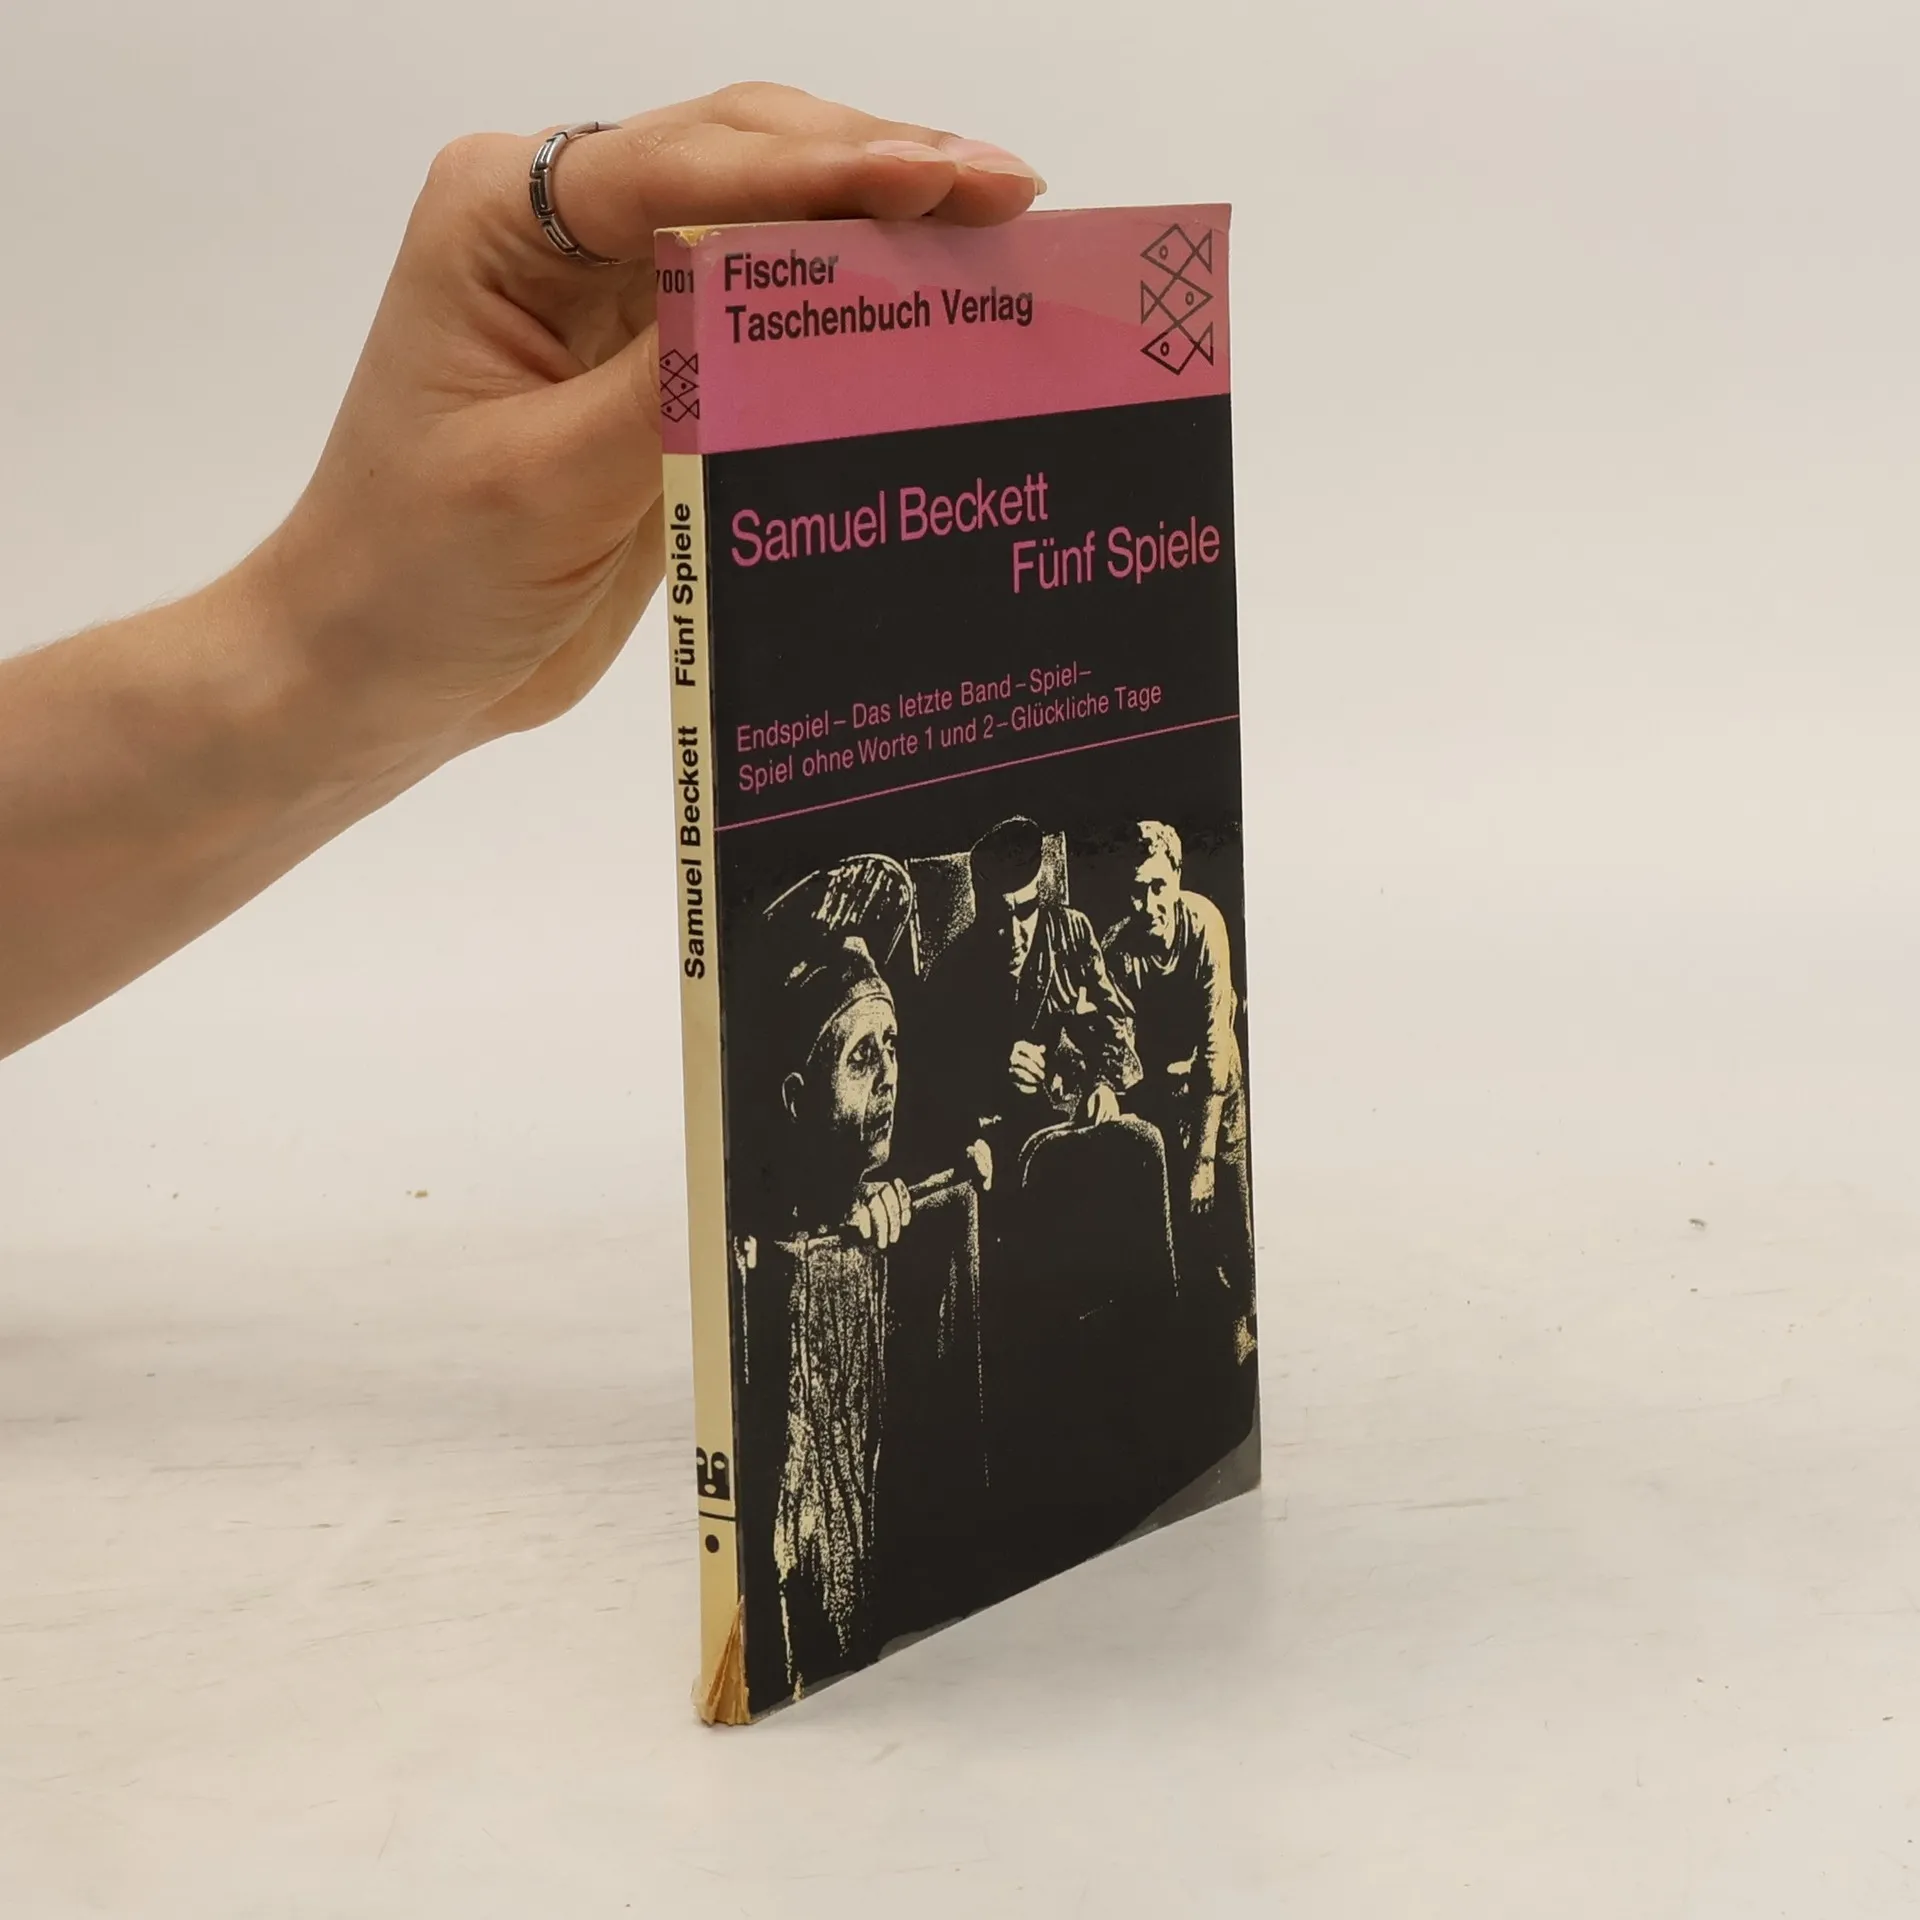 7001
Fischer
Taschenbuch Verlag
Samuel Beckett
Fünf Spiele
Endspiel – Das letzte Band – Spiel –
Spiel ohne Worte 1 und 2 – Glückliche Tage
Samuel Beckett Fünf Spiele